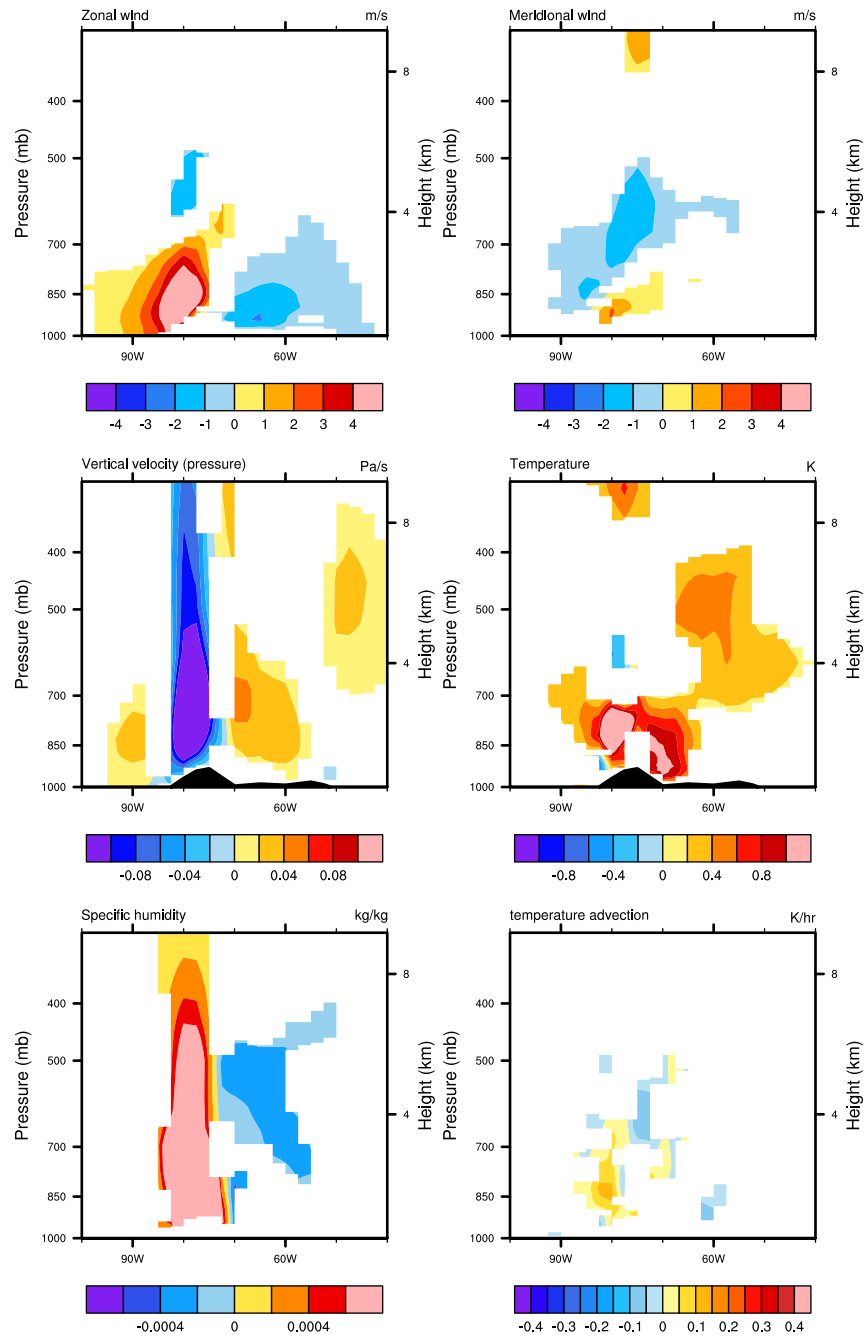 Zonal wind m/s
Pressure (mb)
400
500
700
850
1000
8
4
Height (km)
90W 60W
-4 -3 -2 -1 0 1 2 3 4
Meridional wind m/s
Pressure (mb)
400
500
700
850
1000
8
4
Height (km)
90W 60W
-4 -3 -2 -1 0 1 2 3 4
Vertical velocity (pressure) Pa/s
Pressure (mb)
400
500
700
850
1000
8
4
Height (km)
90W 60W
-0.08 -0.04 0 0.04 0.08
Temperature K
Pressure (mb)
400
500
700
850
1000
8
4
Height (km)
90W 60W
-0.8 -0.4 0 0.4 0.8
Specific humidity kg/kg
Pressure (mb)
400
500
700
850
1000
8
4
Height (km)
90W 60W
-0.0004 0 0.0004
temperature advection K/hr
Pressure (mb)
400
500
700
850
1000
8
4
Height (km)
90W 60W
-0.4 -0.3 -0.2 -0.1 0 0.1 0.2 0.3 0.4